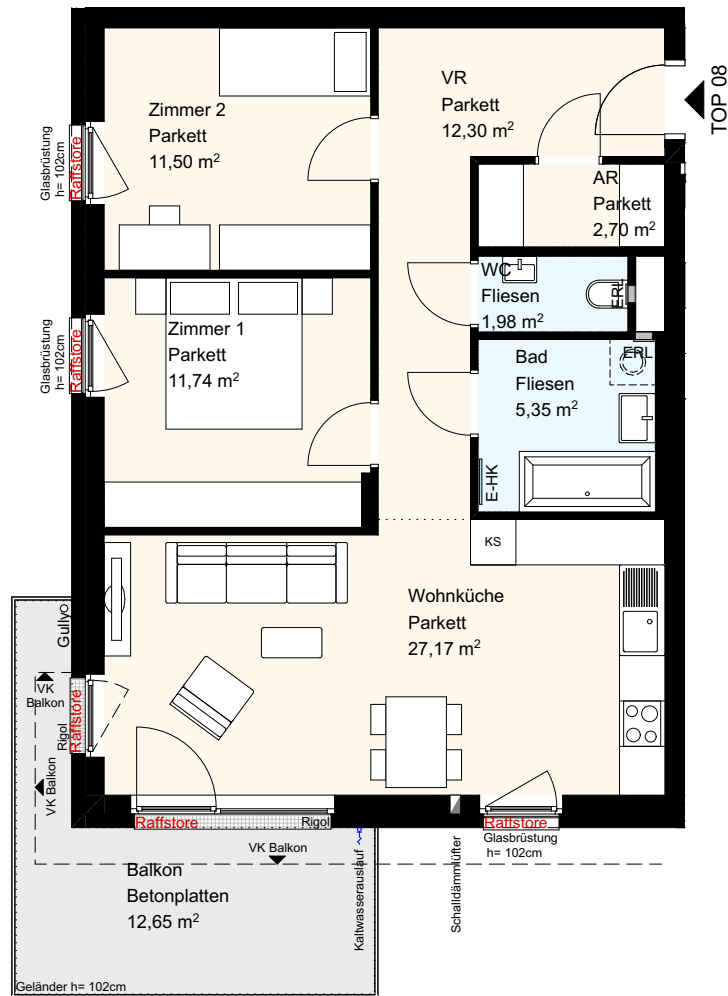 VR
Parkett
12,30 m²
TOP 08
Zimmer 2
Parkett
11,50 m²
Glasbrüstung
h= 102cm
Raffstore
AR
Parkett
2,70 m²
WC
Fliesen
1,98 m²
ERL
Zimmer 1
Parkett
11,74 m²
Glasbrüstung
h= 102cm
Raffstore
Bad
Fliesen
5,35 m²
ERL
E-HK
KS
Wohnküche
Parkett
27,17 m²
Gully
VK
Balkon
Rigol
Raffstore
VK Balkon
Raffstore
Rigol
VK Balkon
Kaltwasserauslauf
Schalldämmlüfter
Raffstore
Glasbrüstung
h= 102cm
Balkon
Betonplatten
12,65 m²
Geländer h= 102cm